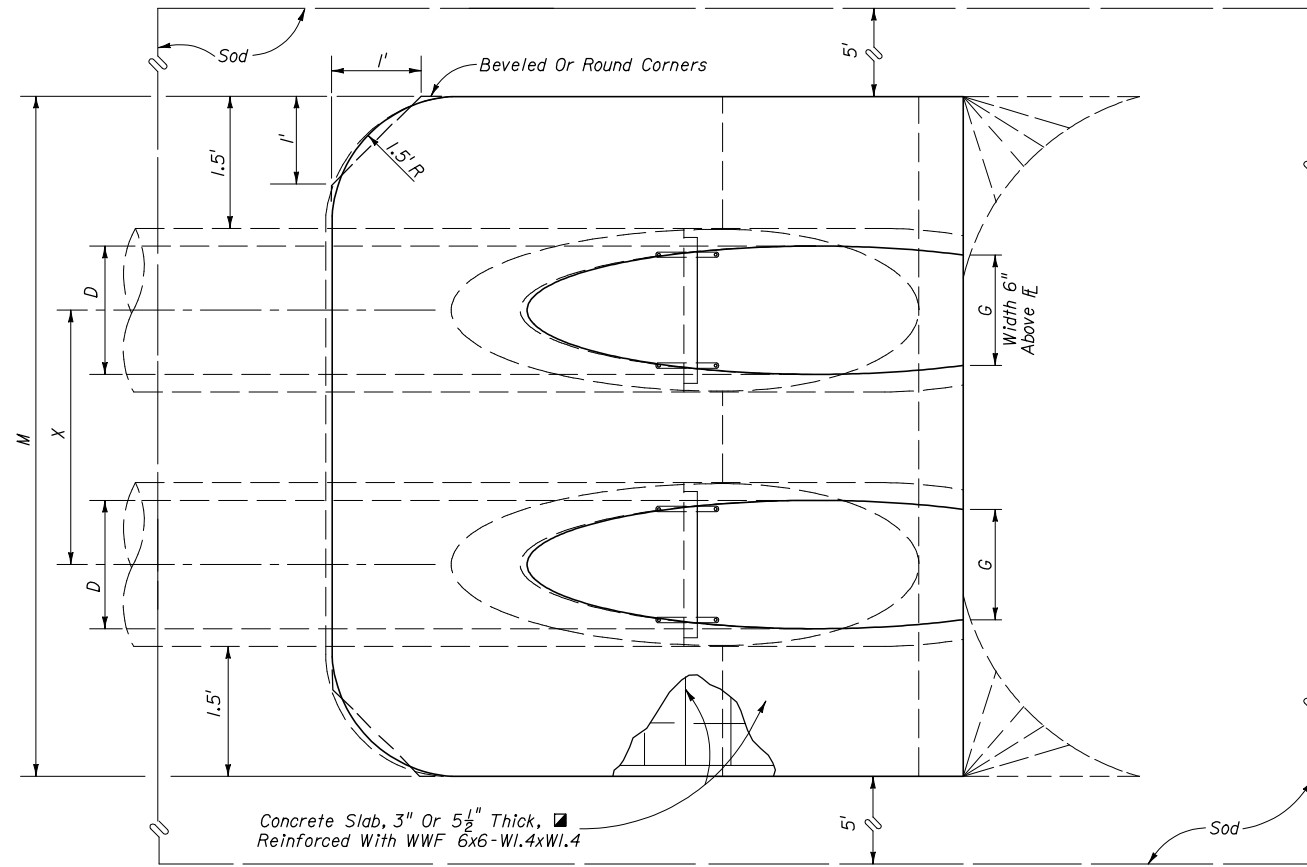 Sod
5'
1'
Beveled Or Round Corners
1'
1.5'
1.5' R
D
G
Width 6"
Above ℄
M
X
D
G
1.5'
Concrete Slab, 3" Or 5½" Thick, ◪
Reinforced With WWF 6x6-W1.4xW1.4
5'
Sod